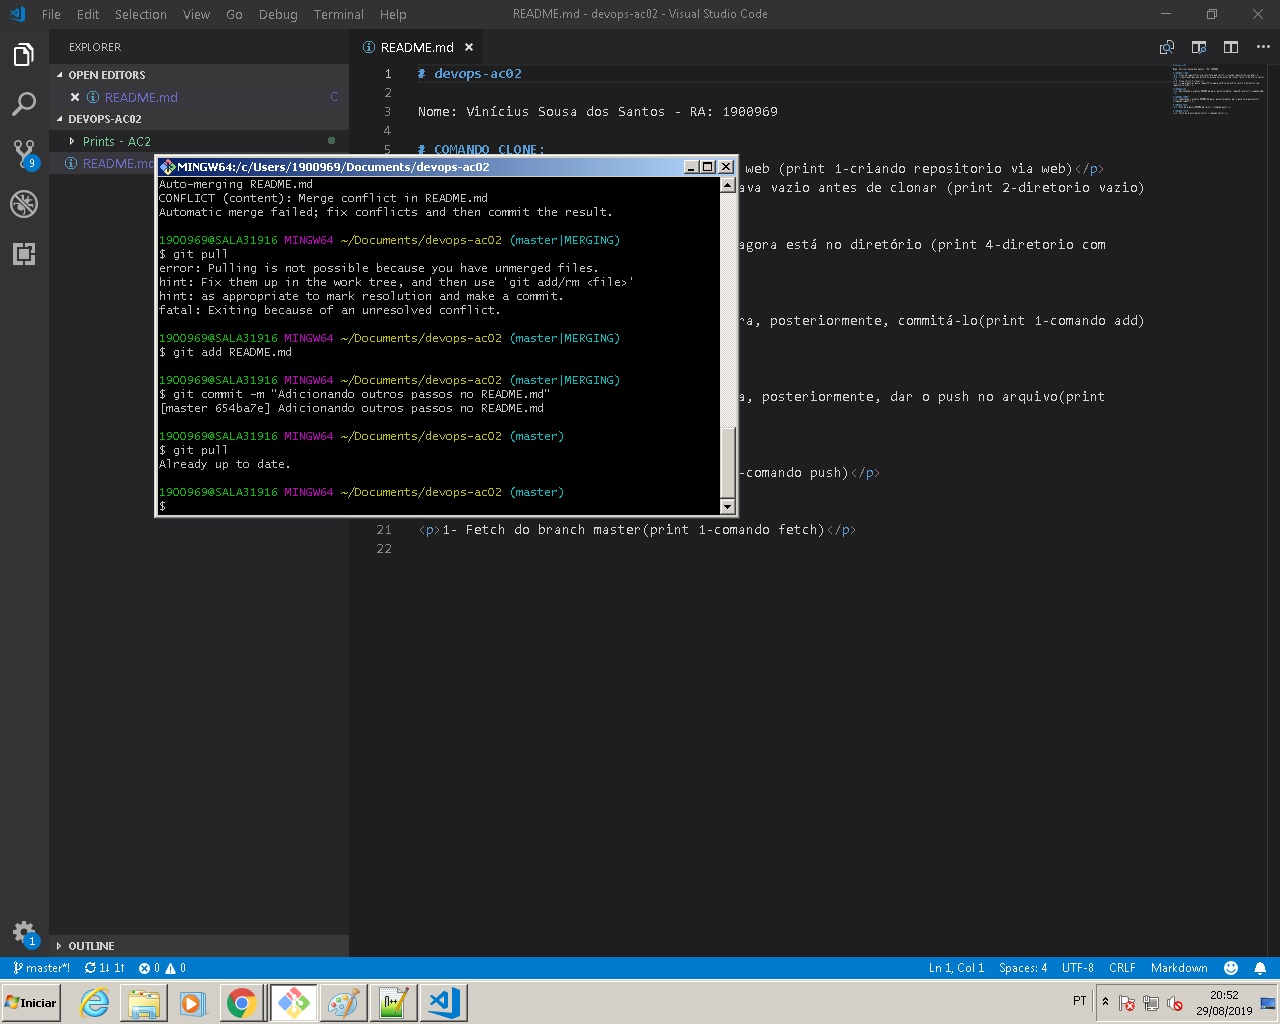 File Edit Selection View Go Debug Terminal Help
README.md - devops-ac02 - Visual Studio Code
EXPLORER
OPEN EDITORS
README.md C
DEVOPS-AC02
Prints - AC2
README.md
9
OUTLINE
1
README.md
1 # devops-ac02
2
3 Nome: Vinícius Sousa dos Santos - RA: 1900969
4
5 # COMANDO CLONE:
web (print 1-criando repositorio via web)</p>
ava vazio antes de clonar (print 2-diretorio vazio)
agora está no diretório (print 4-diretorio com
ra, posteriormente, commitá-lo(print 1-comando add)
a, posteriormente, dar o push no arquivo(print
-comando push)</p>
21 <p>1- Fetch do branch master(print 1-comando fetch)</p>
22
MINGW64:/c/Users/1900969/Documents/devops-ac02
Auto-merging README.md
CONFLICT (content): Merge conflict in README.md
Automatic merge failed; fix conflicts and then commit the result.
1900969@SALA31916 MINGW64 ~/Documents/devops-ac02 (master|MERGING)
$ git pull
error: Pulling is not possible because you have unmerged files.
hint: Fix them up in the work tree, and then use 'git add/rm <file>'
hint: as appropriate to mark resolution and make a commit.
fatal: Exiting because of an unresolved conflict.
1900969@SALA31916 MINGW64 ~/Documents/devops-ac02 (master|MERGING)
$ git add README.md
1900969@SALA31916 MINGW64 ~/Documents/devops-ac02 (master|MERGING)
$ git commit -m "Adicionando outros passos no README.md"
[master 654ba7e] Adicionando outros passos no README.md
1900969@SALA31916 MINGW64 ~/Documents/devops-ac02 (master)
$ git pull
Already up to date.
1900969@SALA31916 MINGW64 ~/Documents/devops-ac02 (master)
$
master*! 1↓ 1↑ 0 0
Ln 1, Col 1 Spaces: 4 UTF-8 CRLF Markdown
Iniciar
PT
20:52
29/08/2019